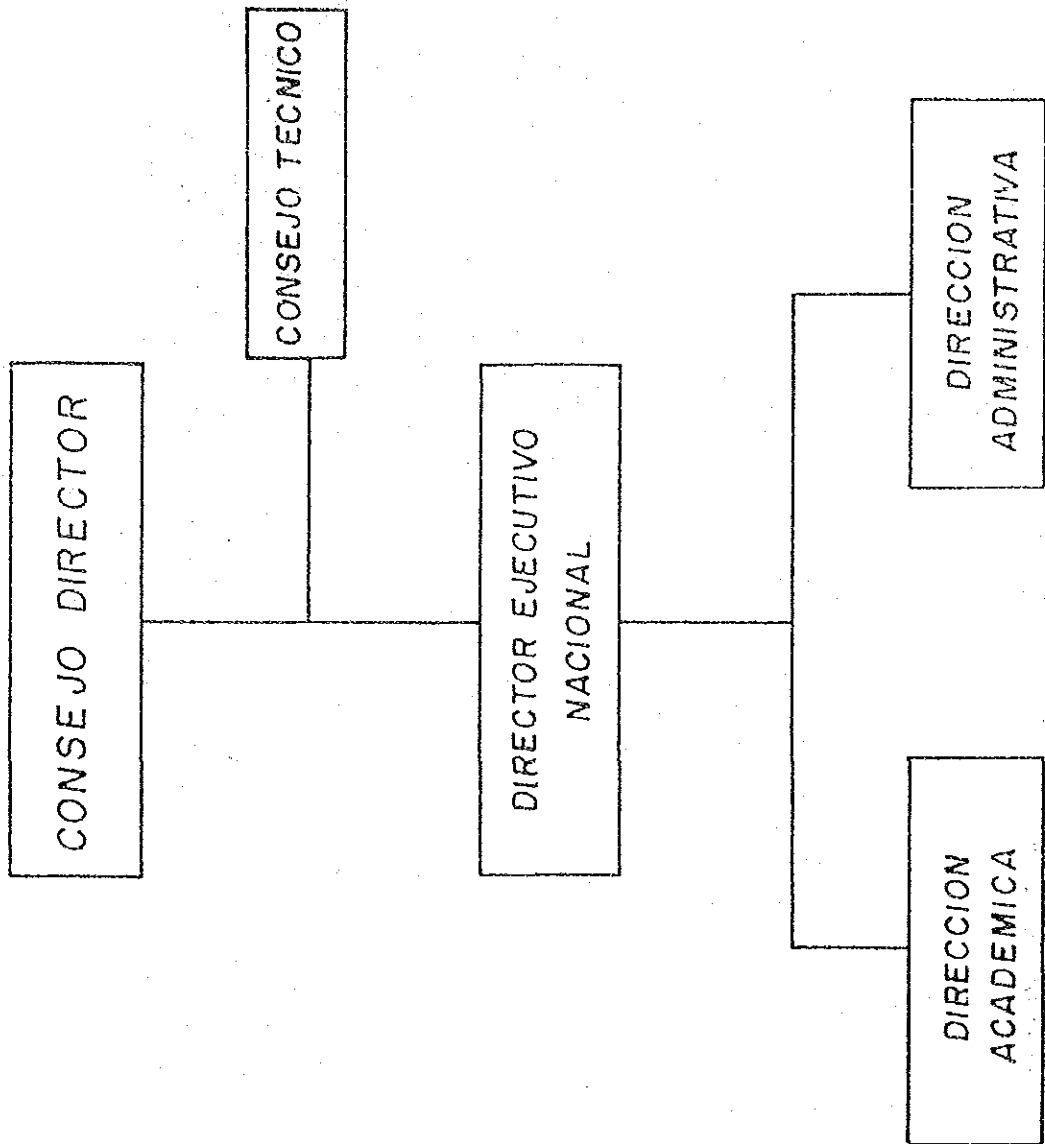 CONSEJO DIRECTOR
CONSEJO TECNICO
DIRECTOR EJECUTIVO
NACIONAL
DIRECCION
ACADEMICA
DIRECCION
ADMINISTRATIVA